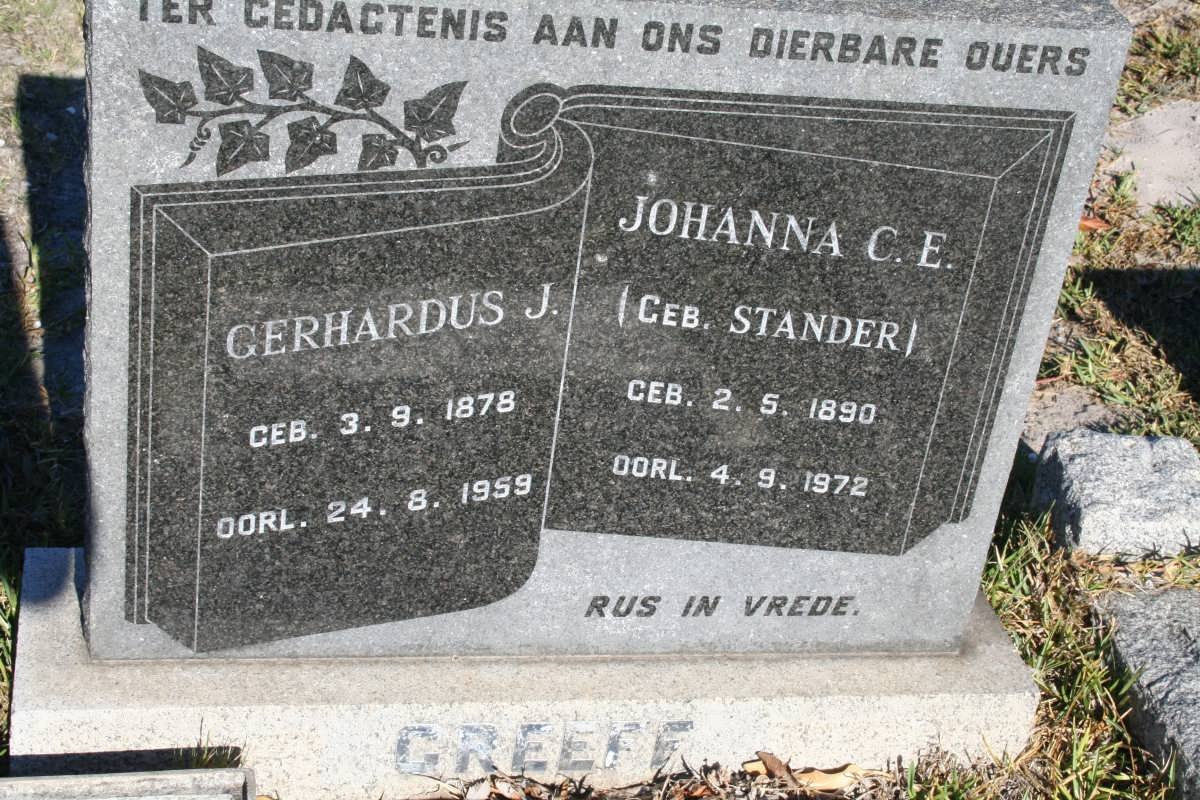 TER GEDACTENIS AAN ONS DIERBARE OUERS
GERHARDUS J.
GEB. 3. 9. 1878
OORL. 24. 8. 1959
JOHANNA C. E.
(GEB. STANDER)
GEB. 2. 5. 1890
OORL. 4. 9. 1972
RUS IN VREDE.
GREEFF